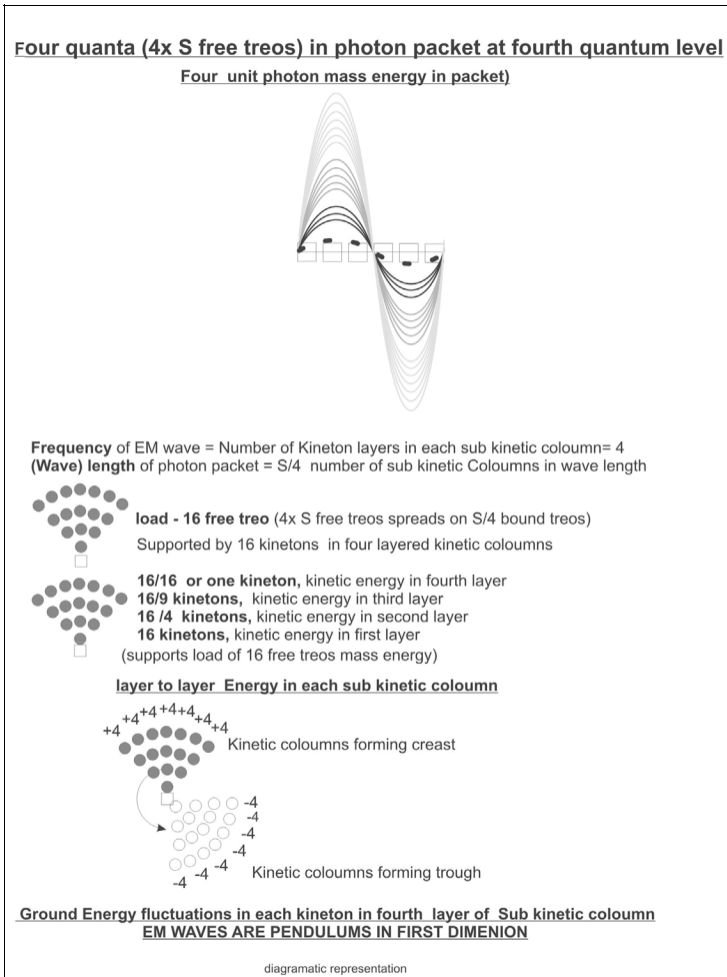 Four quanta (4x S free treos) in photon packet at fourth quantum level
Four unit photon mass energy in packet)
Frequency of EM wave = Number of Kineton layers in each sub kinetic coloumn= 4
(Wave) length of photon packet = S/4 number of sub kinetic Coloumns in wave length
load - 16 free treo (4x S free treos spreads on S/4 bound treos)
Supported by 16 kinetons in four layered kinetic coloumns
16/16 or one kineton, kinetic energy in fourth layer
16/9 kinetons, kinetic energy in third layer
16 /4 kinetons, kinetic energy in second layer
16 kinetons, kinetic energy in first layer
(supports load of 16 free treos mass energy)
layer to layer Energy in each sub kinetic coloumn
+4 +4 +4 +4 +4 +4 +4
Kinetic coloumns forming creast
-4
-4
-4
-4
-4
-4
-4
Kinetic coloumns forming trough
Ground Energy fluctuations in each kineton in fourth layer of Sub kinetic coloumn
EM WAVES ARE PENDULUMS IN FIRST DIMENION
diagramatic representation